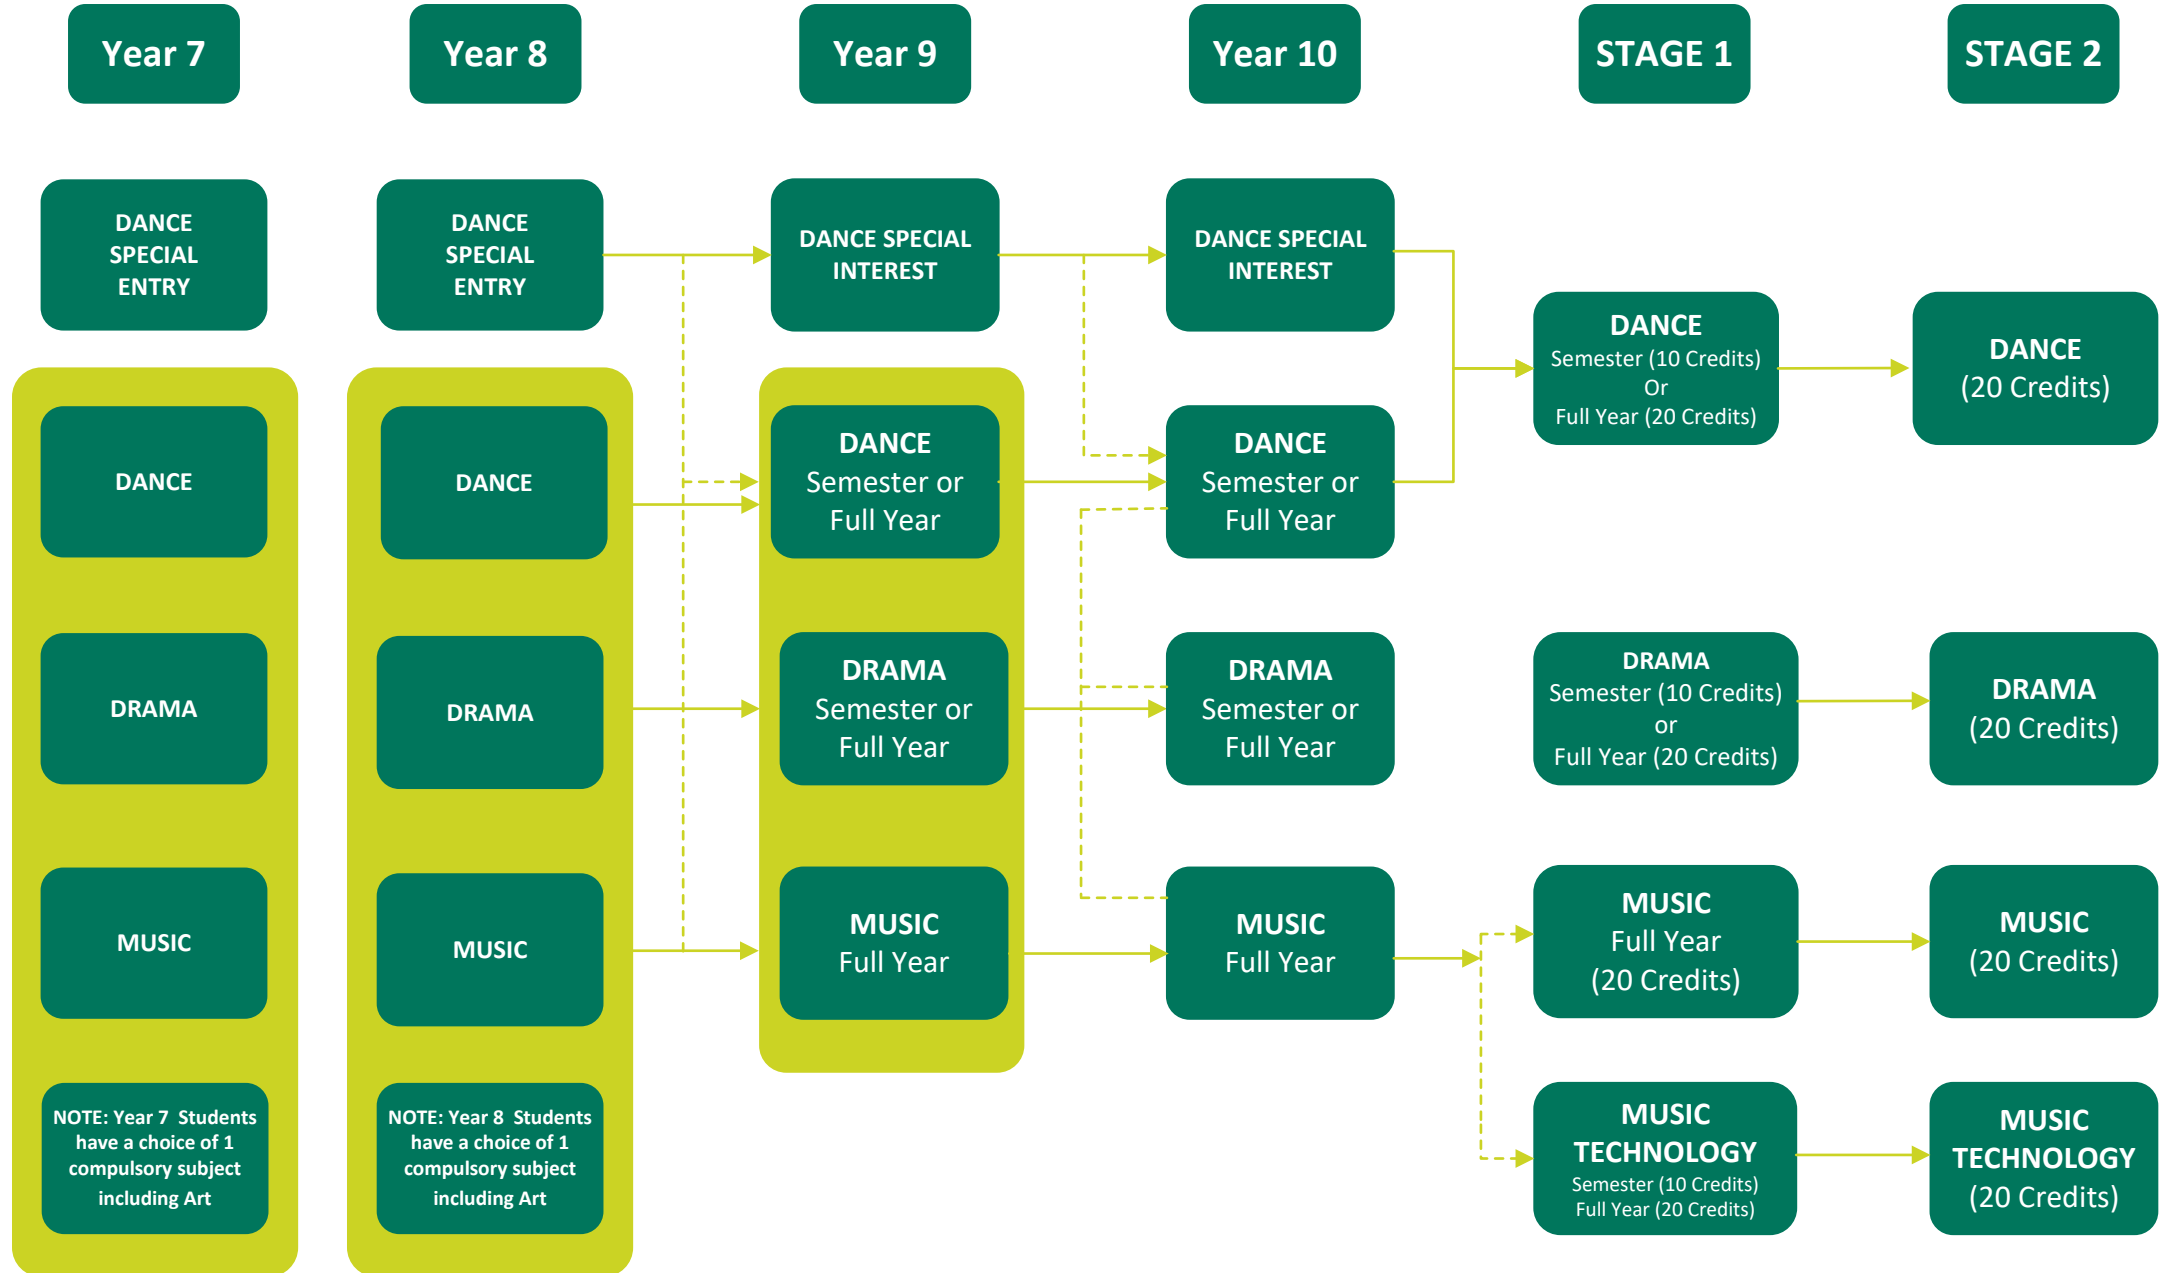 Year 7
Year 8
Year 9
Year 10
STAGE 1
STAGE 2
DANCE
SPECIAL
ENTRY
DANCE
SPECIAL
ENTRY
DANCE SPECIAL
INTEREST
DANCE SPECIAL
INTEREST
DANCE
Semester (10 Credits)
Or
Full Year (20 Credits)
DANCE
(20 Credits)
DANCE
DANCE
DANCE
Semester or
Full Year
DANCE
Semester or
Full Year
DRAMA
DRAMA
DRAMA
Semester or
Full Year
DRAMA
Semester or
Full Year
DRAMA
Semester (10 Credits)
or
Full Year (20 Credits)
DRAMA
(20 Credits)
MUSIC
MUSIC
MUSIC
Full Year
MUSIC
Full Year
MUSIC
Full Year
(20 Credits)
MUSIC
(20 Credits)
NOTE: Year 7 Students
have a choice of 1
compulsory subject
including Art
NOTE: Year 8 Students
have a choice of 1
compulsory subject
including Art
MUSIC
TECHNOLOGY
Semester (10 Credits)
Full Year (20 Credits)
MUSIC
TECHNOLOGY
(20 Credits)